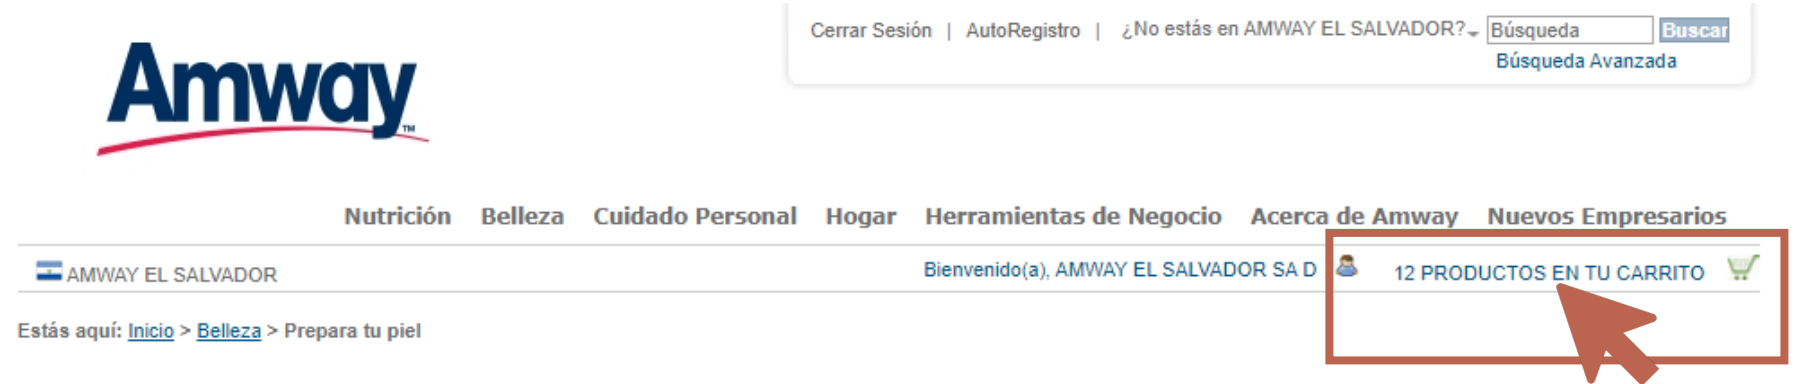 Cerrar Sesión | AutoRegistro | ¿No estás en AMWAY EL SALVADOR? Búsqueda Buscar
Búsqueda Avanzada
Amway™
Nutrición Belleza Cuidado Personal Hogar Herramientas de Negocio Acerca de Amway Nuevos Empresarios
AMWAY EL SALVADOR Bienvenido(a), AMWAY EL SALVADOR SA D 12 PRODUCTOS EN TU CARRITO
Estás aquí: Inicio > Belleza > Prepara tu piel